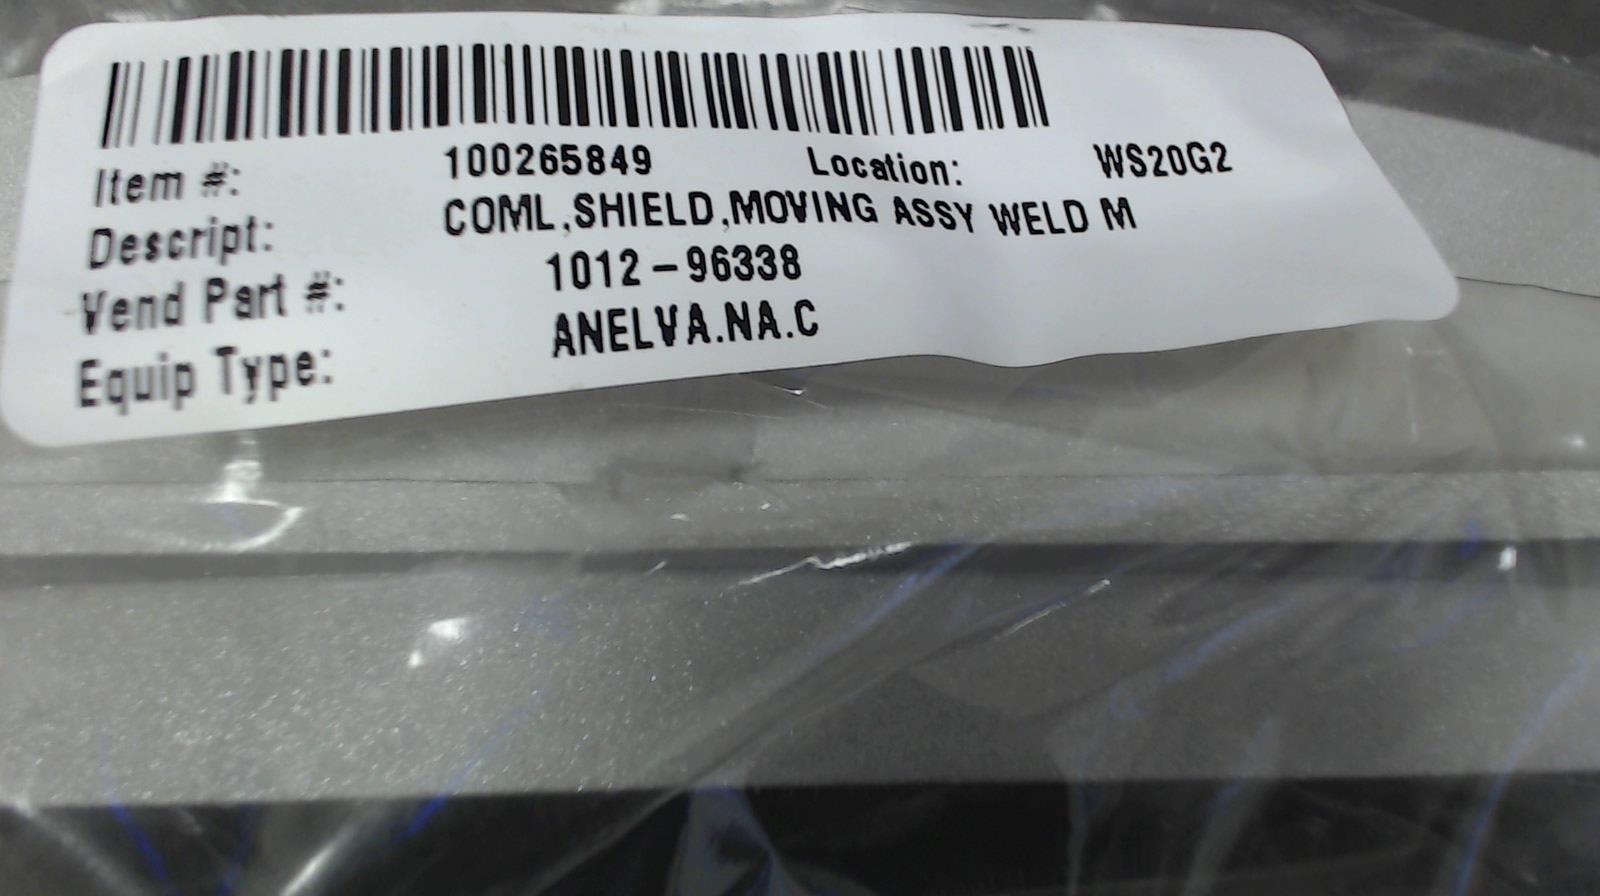 Item #: 100265849 Location: WS20G2
Descript: COML,SHIELD,MOVING ASSY WELD M
Vend Part #: 1012-96338
Equip Type: ANELVA.NA.C